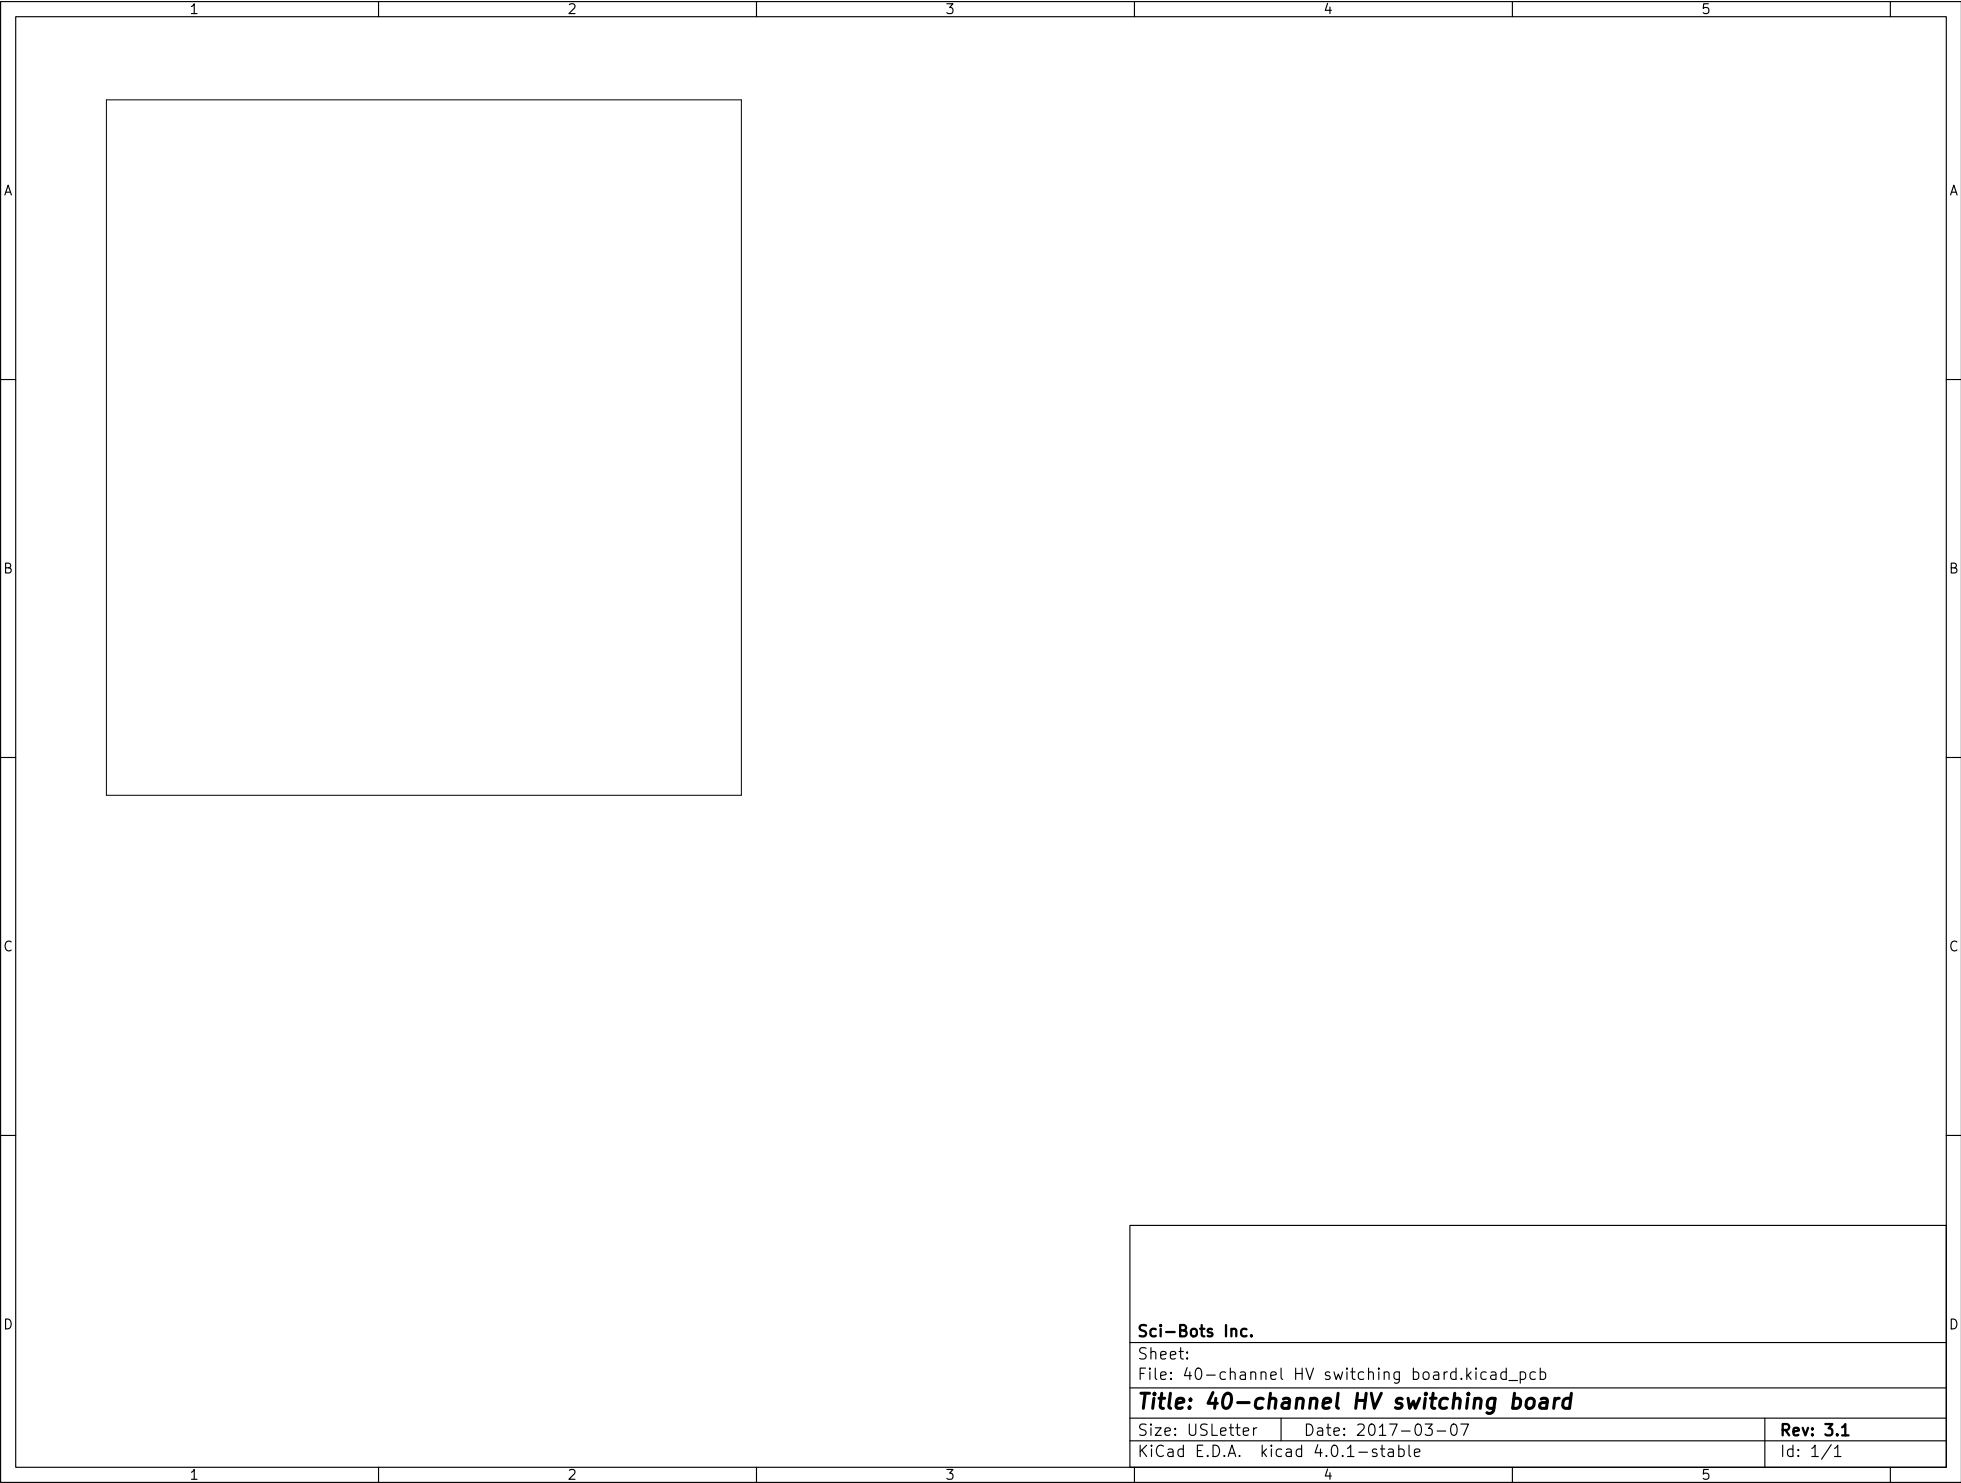 1 2 3 4 5
A A
B B
C C
D D
Sci-Bots Inc.
Sheet:
File: 40-channel HV switching board.kicad_pcb
Title: 40-channel HV switching board
Size: USLetter Date: 2017-03-07 Rev: 3.1
KiCad E.D.A. kicad 4.0.1-stable Id: 1/1
1 2 3 4 5